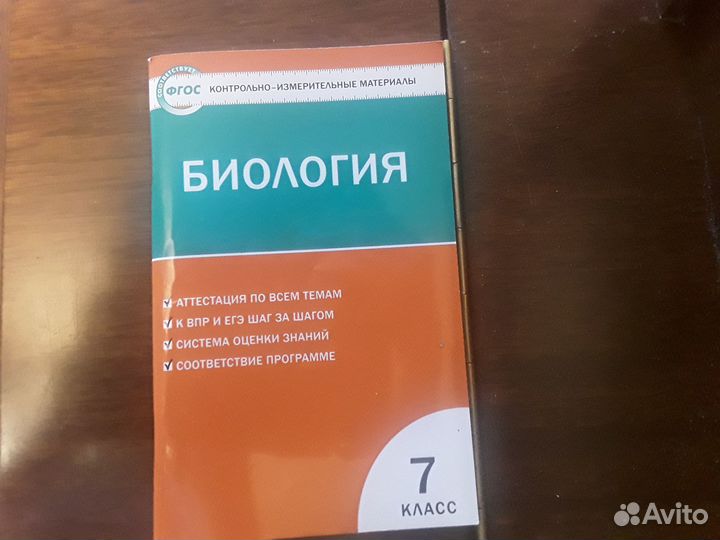 СООТВЕТСТВУЕТ
ФГОС
КОНТРОЛЬНО-ИЗМЕРИТЕЛЬНЫЕ МАТЕРИАЛЫ
БИОЛОГИЯ
АТТЕСТАЦИЯ ПО ВСЕМ ТЕМАМ
К ВПР И ЕГЭ ШАГ ЗА ШАГОМ
СИСТЕМА ОЦЕНКИ ЗНАНИЙ
СООТВЕТСТВИЕ ПРОГРАММЕ
7
КЛАСС
Avito